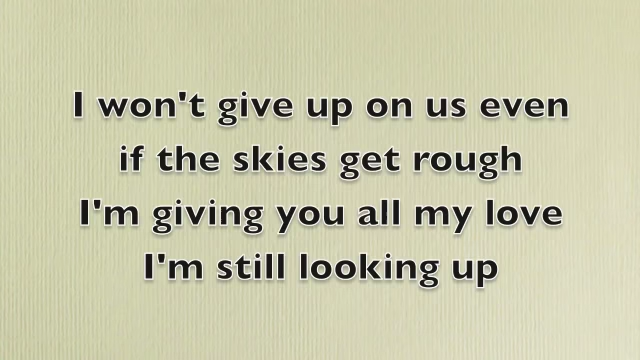 I won't give up on us even
if the skies get rough
I'm giving you all my love
I'm still looking up